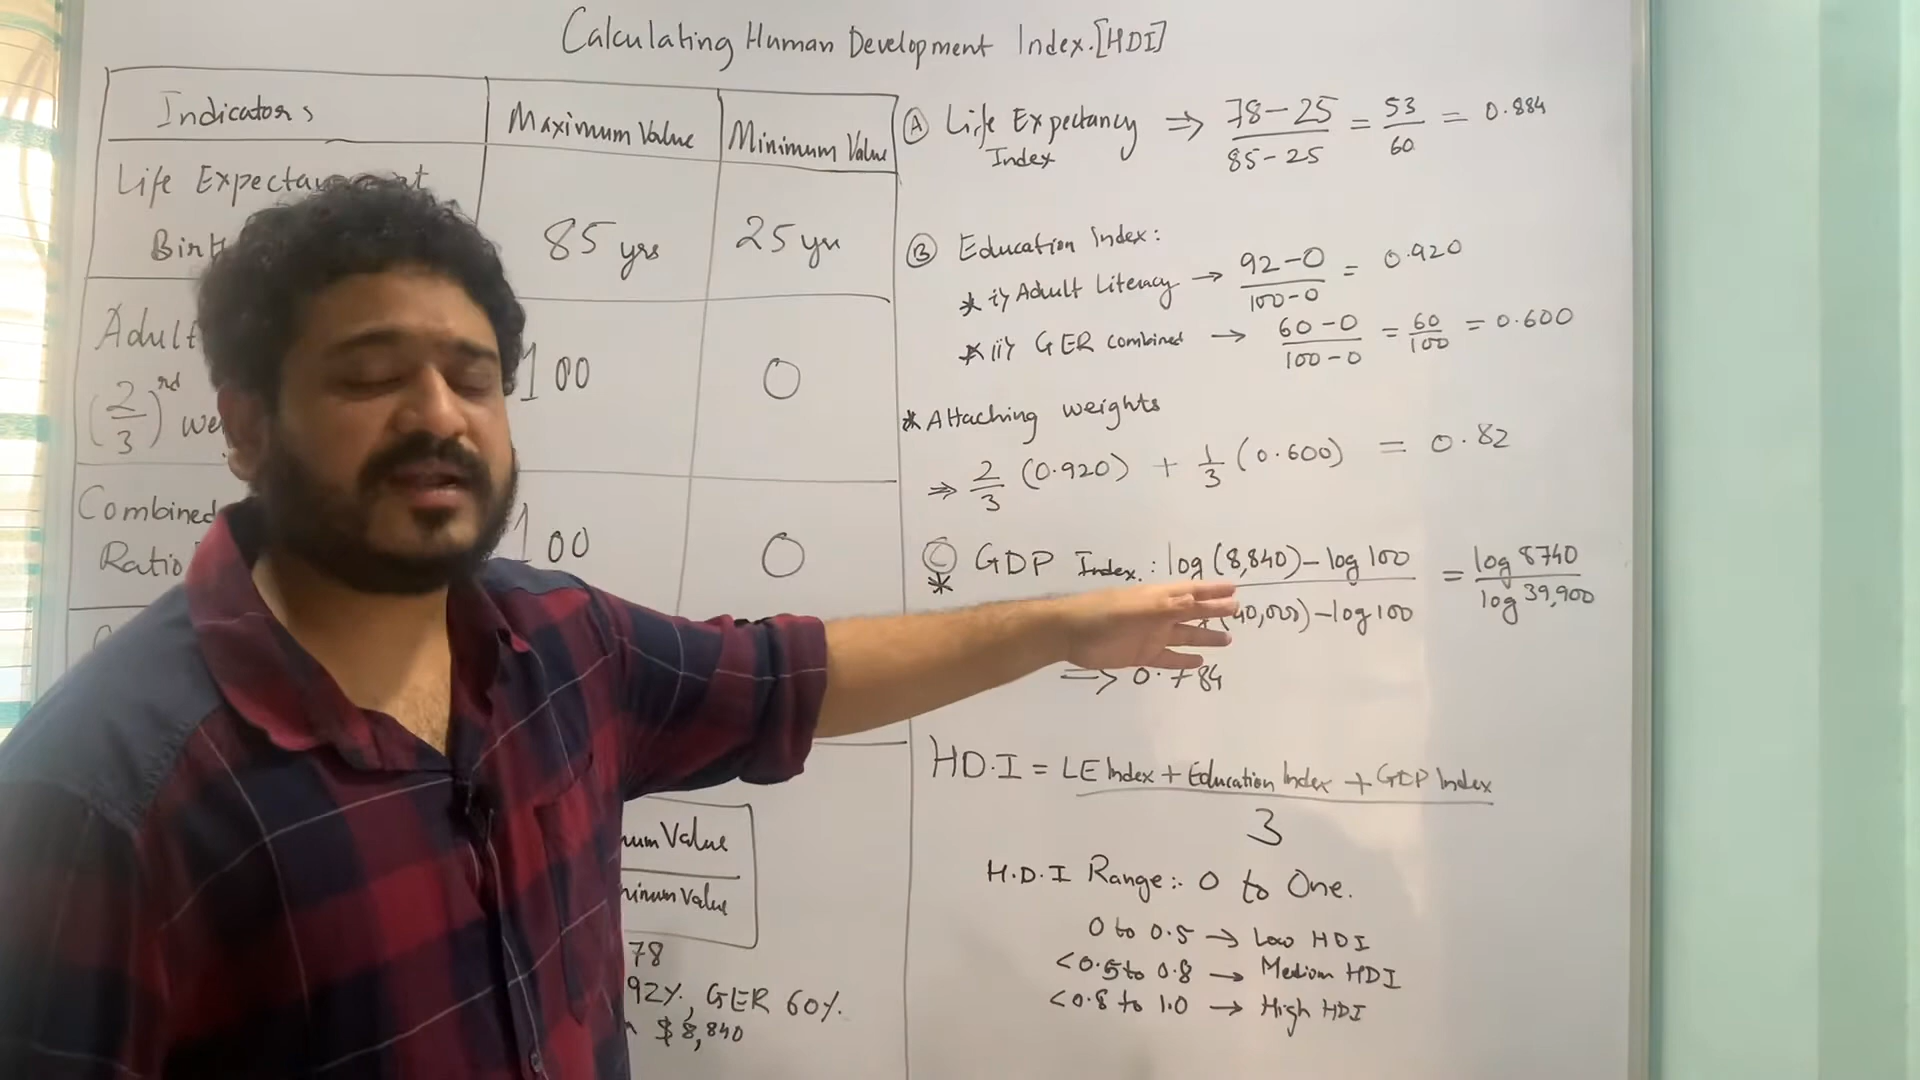 Calculating Human Development Index.[HDI]
Indicators
Maximum Value
Minimum Value
Life
Birth
85 yrs
25 yrs
Adult
(2/3)rd
100
0
Combined
Ratio
100
0
Value
Value
78
92%, GER 60%.
$8,840
(A) Life Expectancy ⇒ 78-25/85-25 = 53/60 = 0.884
Index
(B) Education Index:
* i) Adult Literacy → 92-0/100-0 = 0.920
* ii) GER combined → 60-0/100-0 = 60/100 = 0.600
* Attaching weights
⇒ 2/3 (0.920) + 1/3 (0.600) = 0.82
(C) GDP Index: log(8,840)-log 100 = log 8740
* 40,000)-log 100 log 39,900
⇒ 0.784
HD.I = LE Index + Education Index + GDP Index
3
H.D.I Range:- 0 to One.
0 to 0.5 → Low HDI
<0.5 to 0.8 → Medium HDI
<0.8 to 1.0 → High HDI